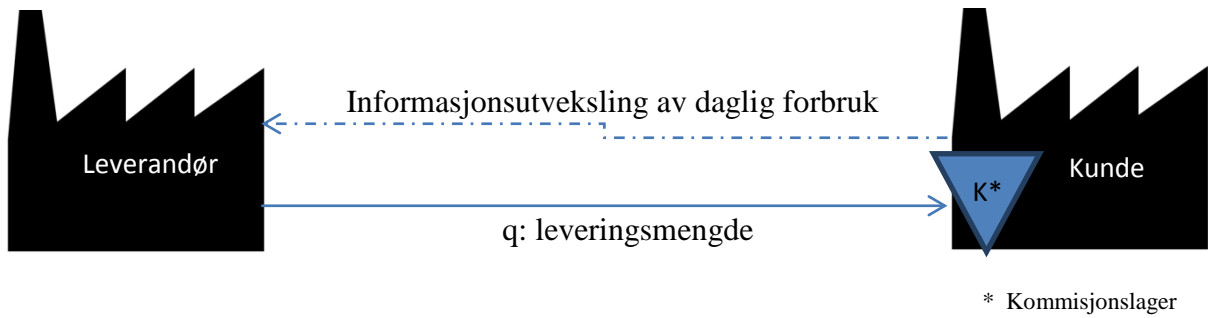 Informasjonsutveksling av daglig forbruk
Leverandør
Kunde
K*
q: leveringsmengde
* Kommisjonslager